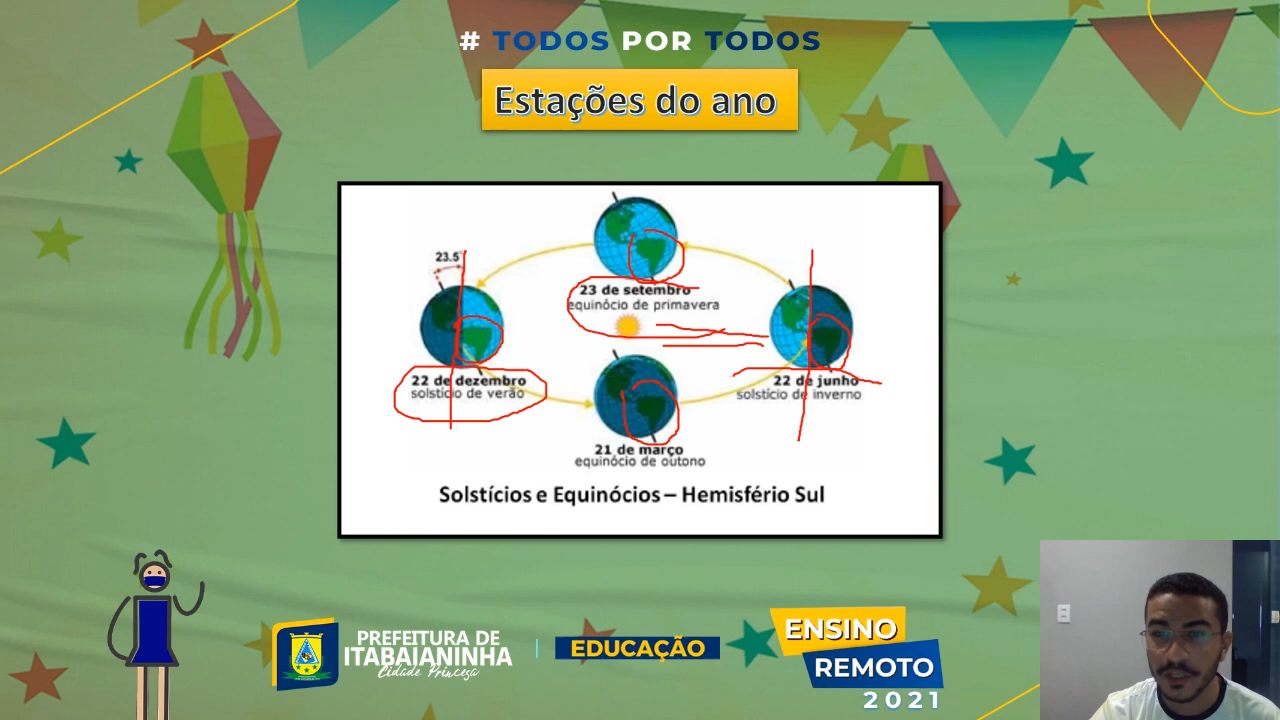 # TODOS POR TODOS
Estações do ano
23.5°
23 de setembro
equinócio de primavera
22 de dezembro
solstício de verão
22 de junho
solstício de inverno
21 de março
equinócio de outono
Solstícios e Equinócios – Hemisfério Sul
PREFEITURA DE
ITABAIANINHA
Cidade Princesa
EDUCAÇÃO
ENSINO
REMOTO
2021